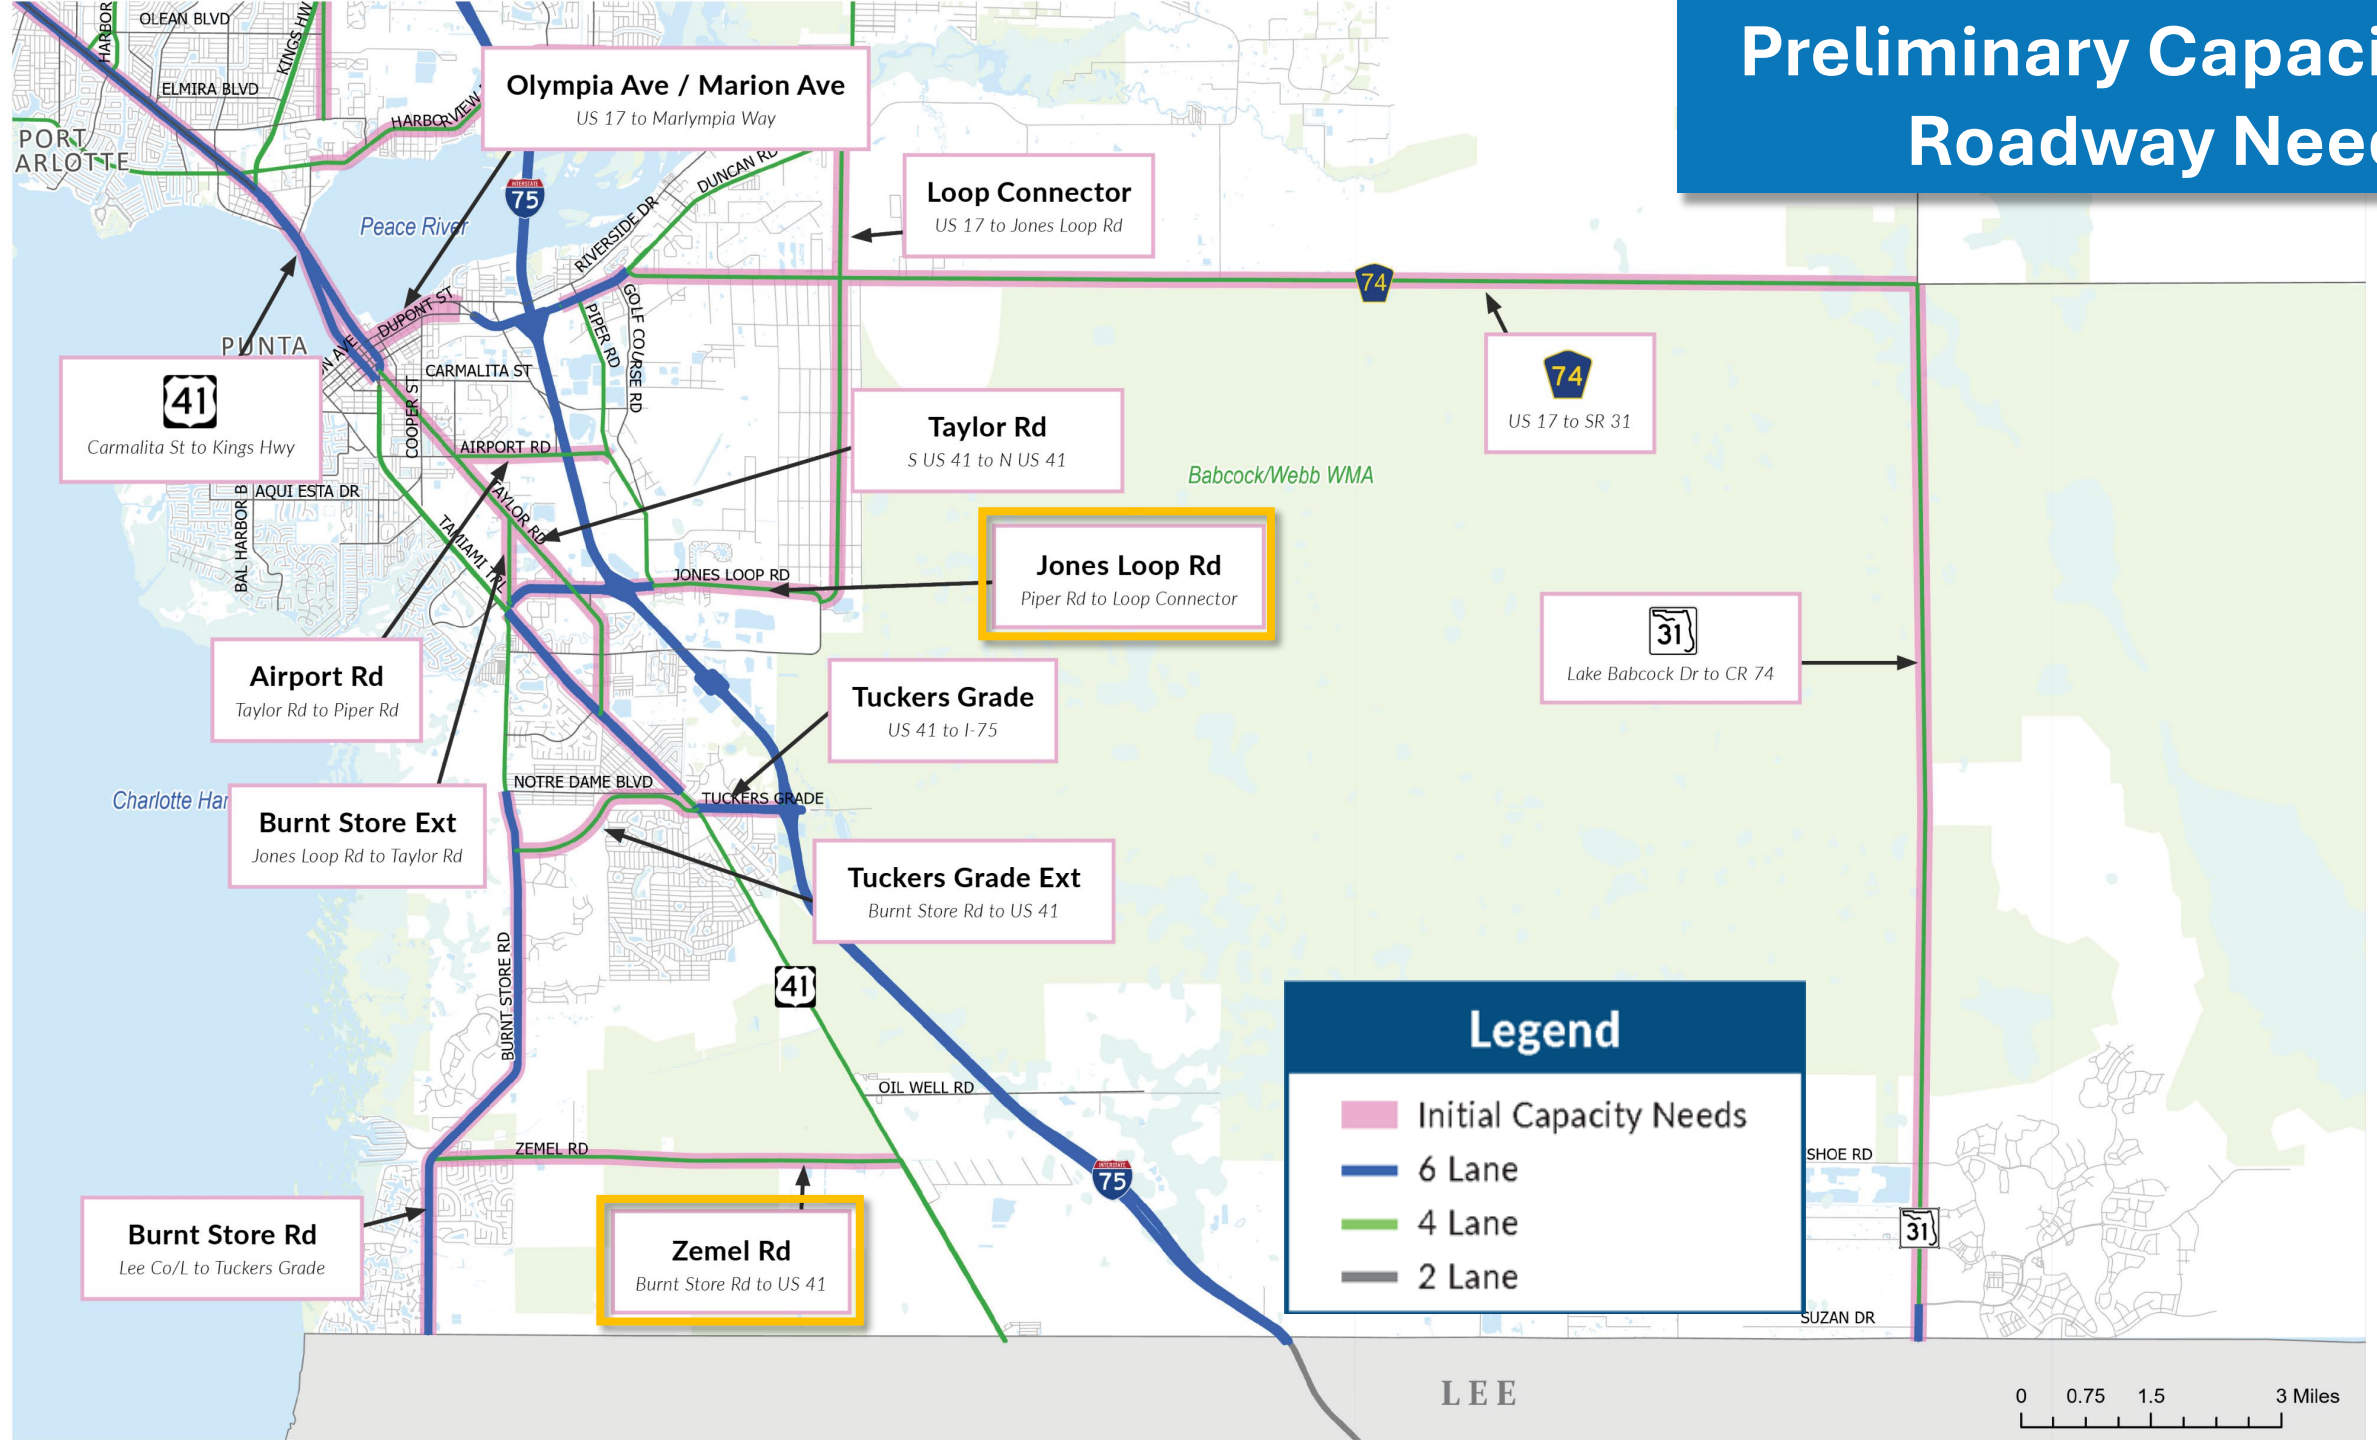 Preliminary Capaci
Roadway Nee
OLEAN BLVD
HARBOR
KINGS HW
ELMIRA BLVD
HARBORVIEW
PORT
ARLOTTE
Olympia Ave / Marion Ave
US 17 to Marlympia Way
75
DUNCAN RD
RIVERSIDE DR
Peace River
Loop Connector
US 17 to Jones Loop Rd
74
74
US 17 to SR 31
DUPONT ST
PUNTA
N AVE
41
Carmalita St to Kings Hwy
CARMALITA ST
COOPER ST
PIPER RD
GOLF COURSE RD
Taylor Rd
S US 41 to N US 41
AIRPORT RD
AQUI ESTA DR
BAL HARBOR B
TAYLOR RD
TAMIAMI TRL
Babcock/Webb WMA
JONES LOOP RD
Jones Loop Rd
Piper Rd to Loop Connector
31
Lake Babcock Dr to CR 74
Airport Rd
Taylor Rd to Piper Rd
Tuckers Grade
US 41 to I-75
NOTRE DAME BLVD
TUCKERS GRADE
Charlotte Har
Burnt Store Ext
Jones Loop Rd to Taylor Rd
Tuckers Grade Ext
Burnt Store Rd to US 41
BURNT STORE RD
41
OIL WELL RD
ZEMEL RD
75
Burnt Store Rd
Lee Co/L to Tuckers Grade
Zemel Rd
Burnt Store Rd to US 41
Legend
Initial Capacity Needs
6 Lane
4 Lane
2 Lane
SHOE RD
31
SUZAN DR
LEE
0 0.75 1.5 3 Miles